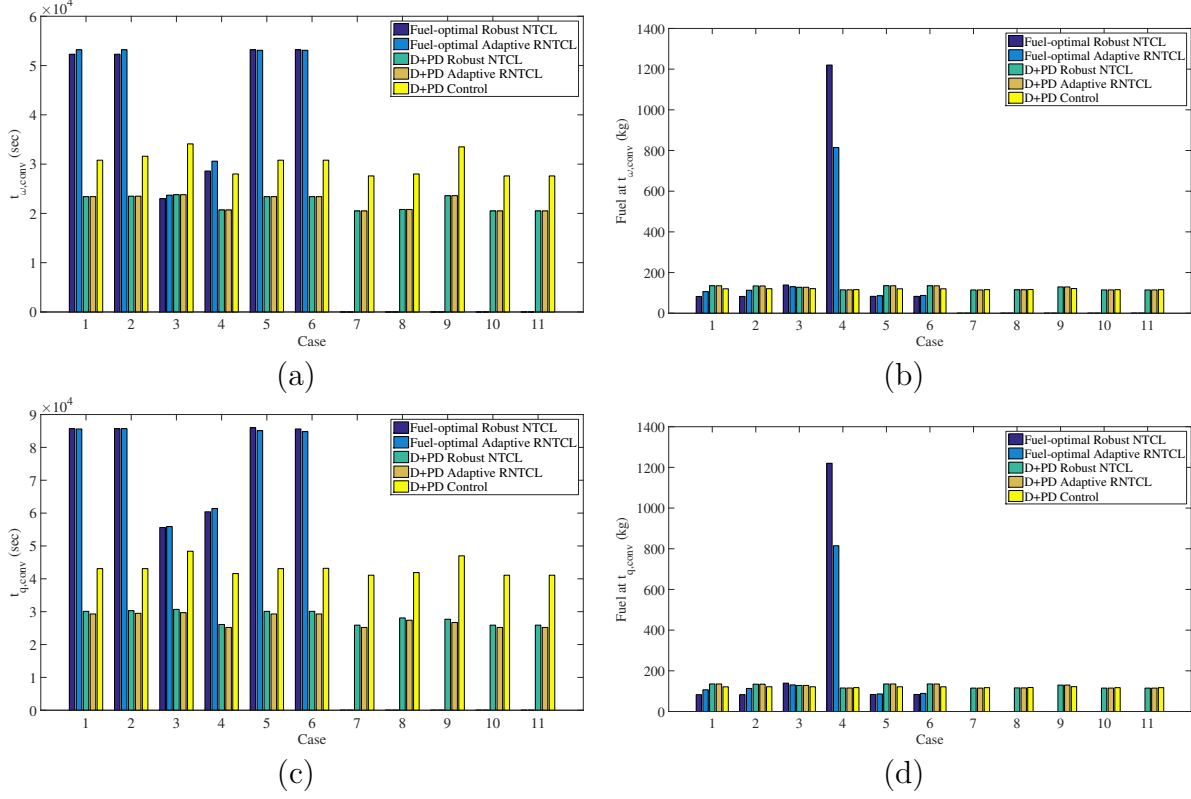 ×10⁴
6
5
4
3
2
1
0
t_ω,conv (sec)
1 2 3 4 5 6 7 8 9 10 11
Case
Fuel-optimal Robust NTCL
Fuel-optimal Adaptive RNTCL
D+PD Robust NTCL
D+PD Adaptive RNTCL
D+PD Control
(a)
1400
1200
1000
800
600
400
200
0
Fuel at t_ω,conv (kg)
1 2 3 4 5 6 7 8 9 10 11
Case
Fuel-optimal Robust NTCL
Fuel-optimal Adaptive RNTCL
D+PD Robust NTCL
D+PD Adaptive RNTCL
D+PD Control
(b)
×10⁴
9
8
7
6
5
4
3
2
1
0
t_q,conv (sec)
1 2 3 4 5 6 7 8 9 10 11
Case
Fuel-optimal Robust NTCL
Fuel-optimal Adaptive RNTCL
D+PD Robust NTCL
D+PD Adaptive RNTCL
D+PD Control
(c)
1400
1200
1000
800
600
400
200
0
Fuel at t_q,conv (kg)
1 2 3 4 5 6 7 8 9 10 11
Case
Fuel-optimal Robust NTCL
Fuel-optimal Adaptive RNTCL
D+PD Robust NTCL
D+PD Adaptive RNTCL
D+PD Control
(d)